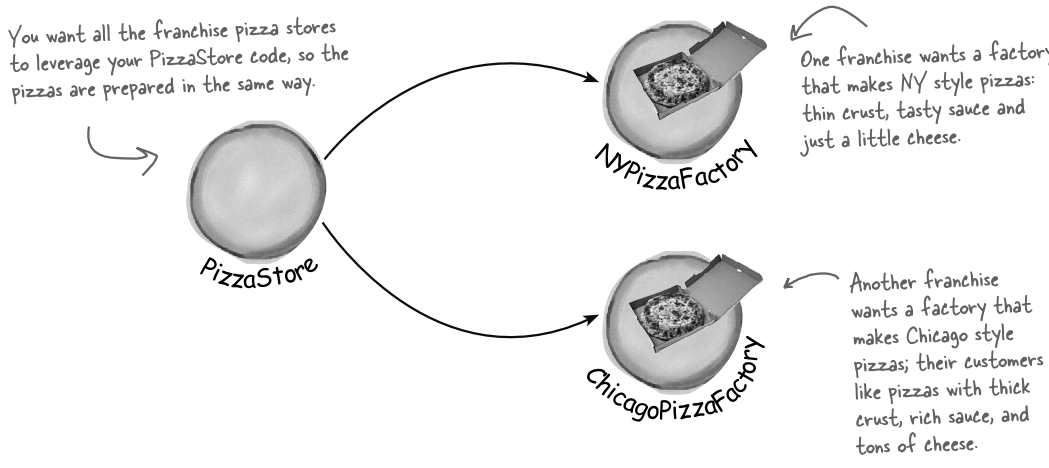 You want all the franchise pizza stores
to leverage your PizzaStore code, so the
pizzas are prepared in the same way.
PizzaStore
NYPizzaFactory
One franchise wants a factory
that makes NY style pizzas:
thin crust, tasty sauce and
just a little cheese.
ChicagoPizzaFactory
Another franchise
wants a factory that
makes Chicago style
pizzas; their customers
like pizzas with thick
crust, rich sauce, and
tons of cheese.